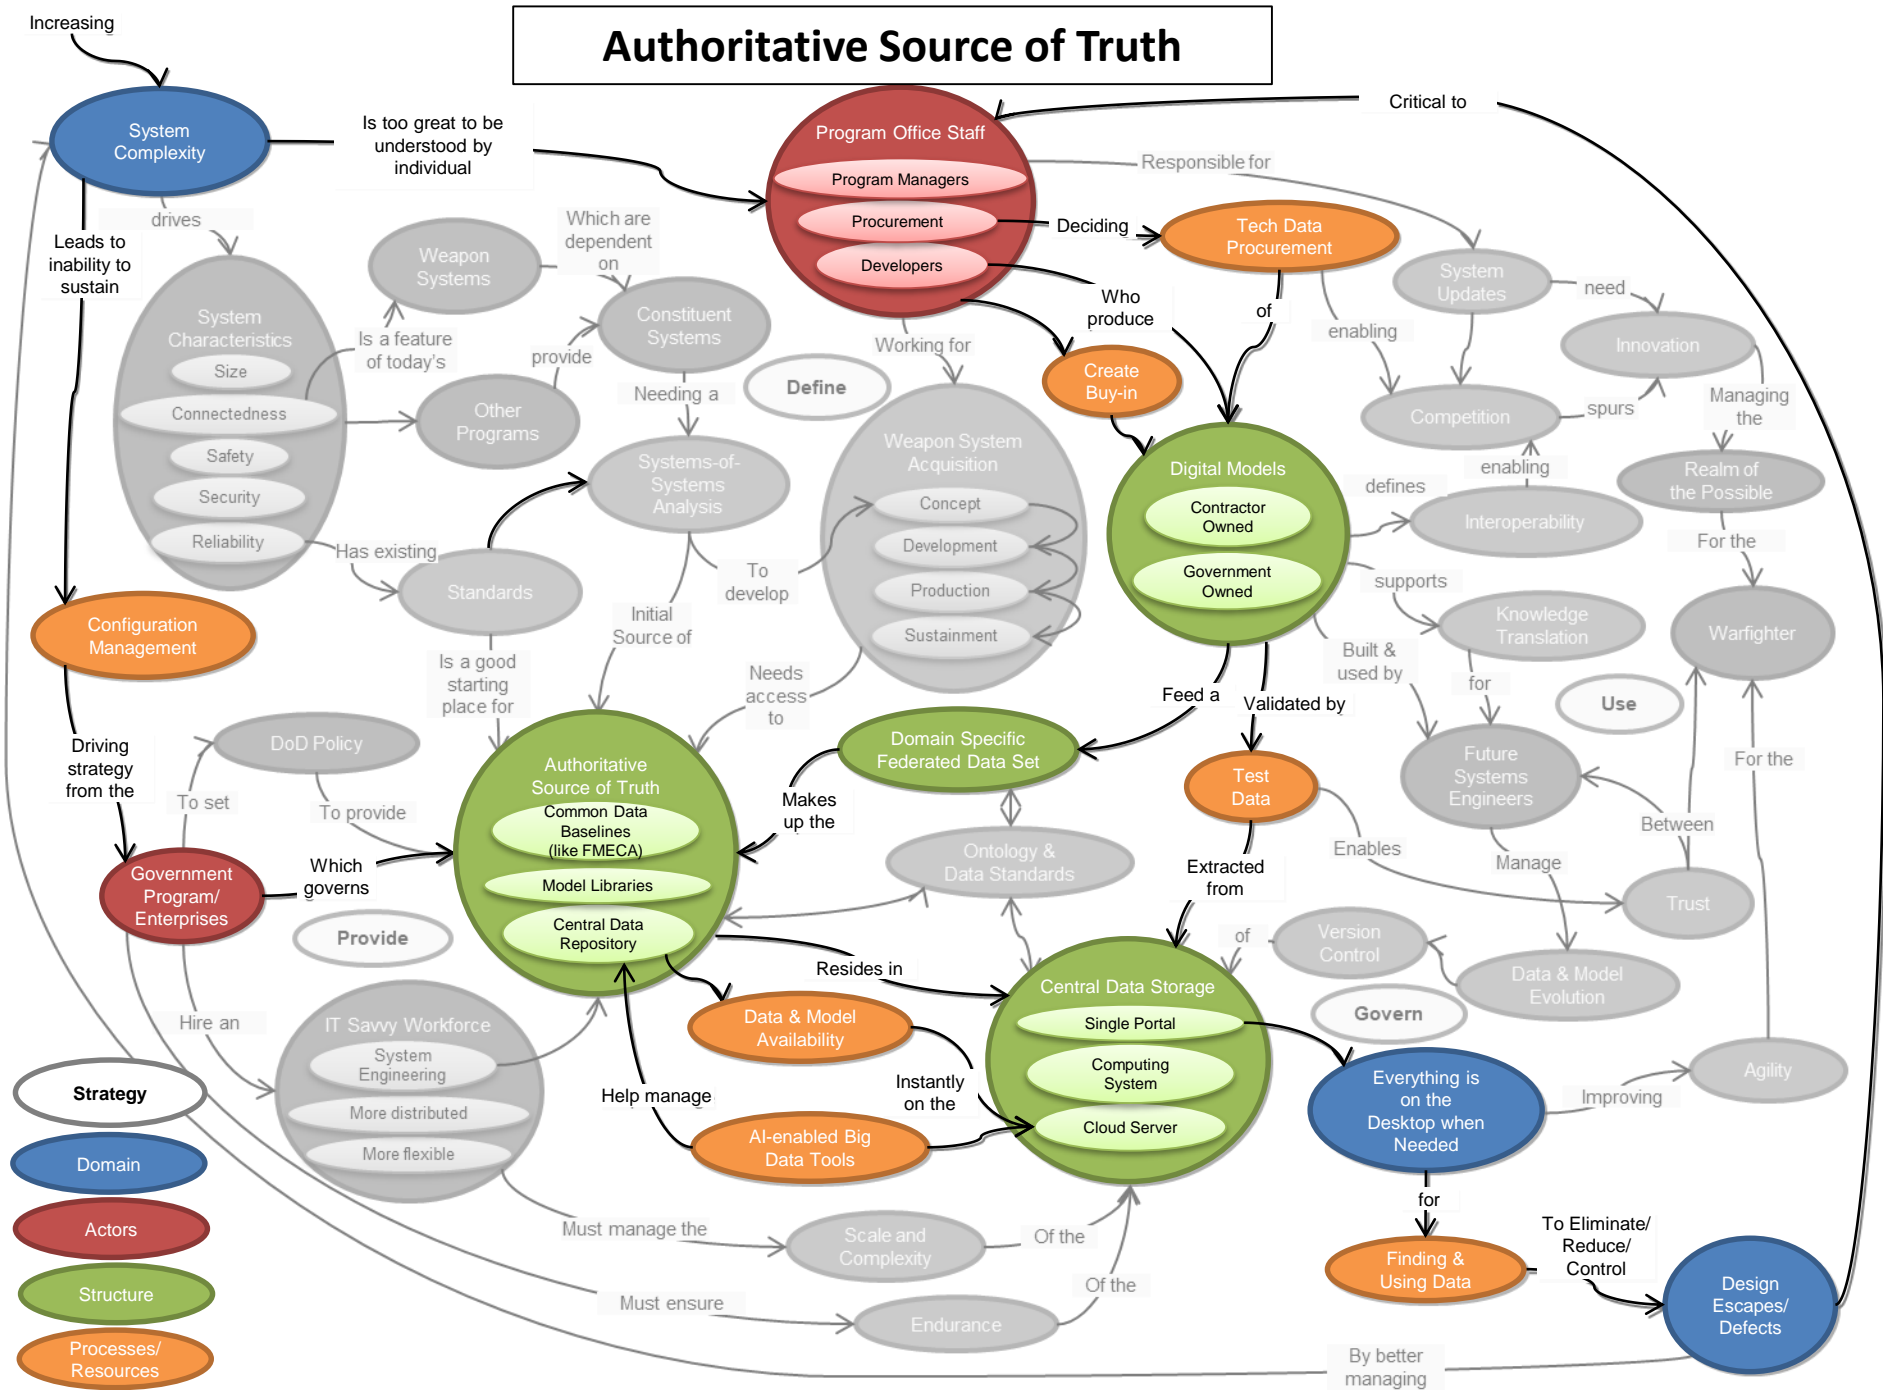 Increasing
Authoritative Source of Truth
System
Complexity
Is too great to be
understood by
individual
Program Office Staff
Program Managers
Procurement
Developers
Critical to
Responsible for
Deciding
Tech Data
Procurement
drives
Leads to
inability to
sustain
Weapon
Systems
Which are
dependent
on
System
Updates
need
System
Characteristics
Size
Connectedness
Safety
Security
Reliability
Is a feature
of today's
provide
Constituent
Systems
Working for
Who
produce
of
enabling
Innovation
Create
Buy-in
Define
Needing a
Other
Programs
Competition
spurs
Managing
the
Weapon System
Acquisition
Concept
Development
Production
Sustainment
Systems-of-
Systems
Analysis
Digital Models
Contractor
Owned
Government
Owned
defines
enabling
Interoperability
Realm of
the Possible
For the
Has existing
Standards
To
develop
supports
Knowledge
Translation
Warfighter
Configuration
Management
Initial
Source of
Is a good
starting
place for
Needs
access
to
Built &
used by
for
Use
Feed a
Validated by
Driving
strategy
from the
DoD Policy
To set
To provide
Authoritative
Source of Truth
Common Data
Baselines
(like FMECA)
Model Libraries
Central Data
Repository
Domain Specific
Federated Data Set
Makes
up the
Test
Data
Future
Systems
Engineers
For the
Between
Enables
Manage
Government
Program/
Enterprises
Which
governs
Ontology &
Data Standards
Extracted
from
Trust
Provide
of
Version
Control
Data & Model
Evolution
Resides in
Central Data Storage
Single Portal
Computing
System
Cloud Server
Govern
Hire an
IT Savvy Workforce
System
Engineering
More distributed
More flexible
Data & Model
Availability
Help manage
Instantly
on the
AI-enabled Big
Data Tools
Everything is
on the
Desktop when
Needed
Improving
Agility
Strategy
Domain
Actors
Structure
Processes/
Resources
Must manage the
Scale and
Complexity
Of the
for
Finding &
Using Data
To Eliminate/
Reduce/
Control
Design
Escapes/
Defects
Must ensure
Endurance
Of the
By better
managing